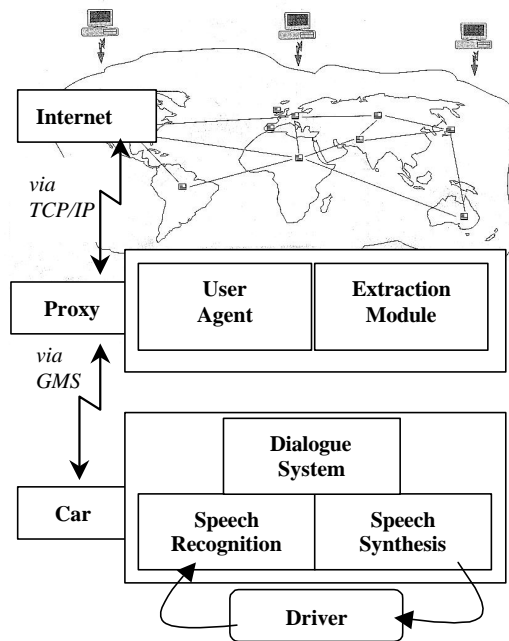 Internet
via
TCP/IP
Proxy
User
Agent
Extraction
Module
via
GMS
Car
Dialogue
System
Speech
Recognition
Speech
Synthesis
Driver